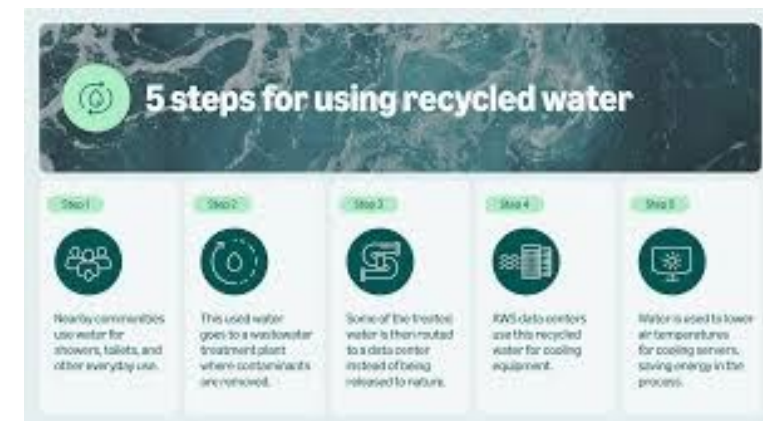 5 steps for using recycled water
Step 1
Nearby communities
use water for
showers, toilets, and
other everyday use.
Step 2
This used water
goes to a wastewater
treatment plant
where contaminants
are removed.
Step 3
Some of the treated
water is then routed
to a data center
instead of being
released to nature.
Step 4
AWS data centers
use this recycled
water for cooling
equipment.
Step 5
Water is used to lower
air temperatures
for cooling servers,
saving energy in the
process.